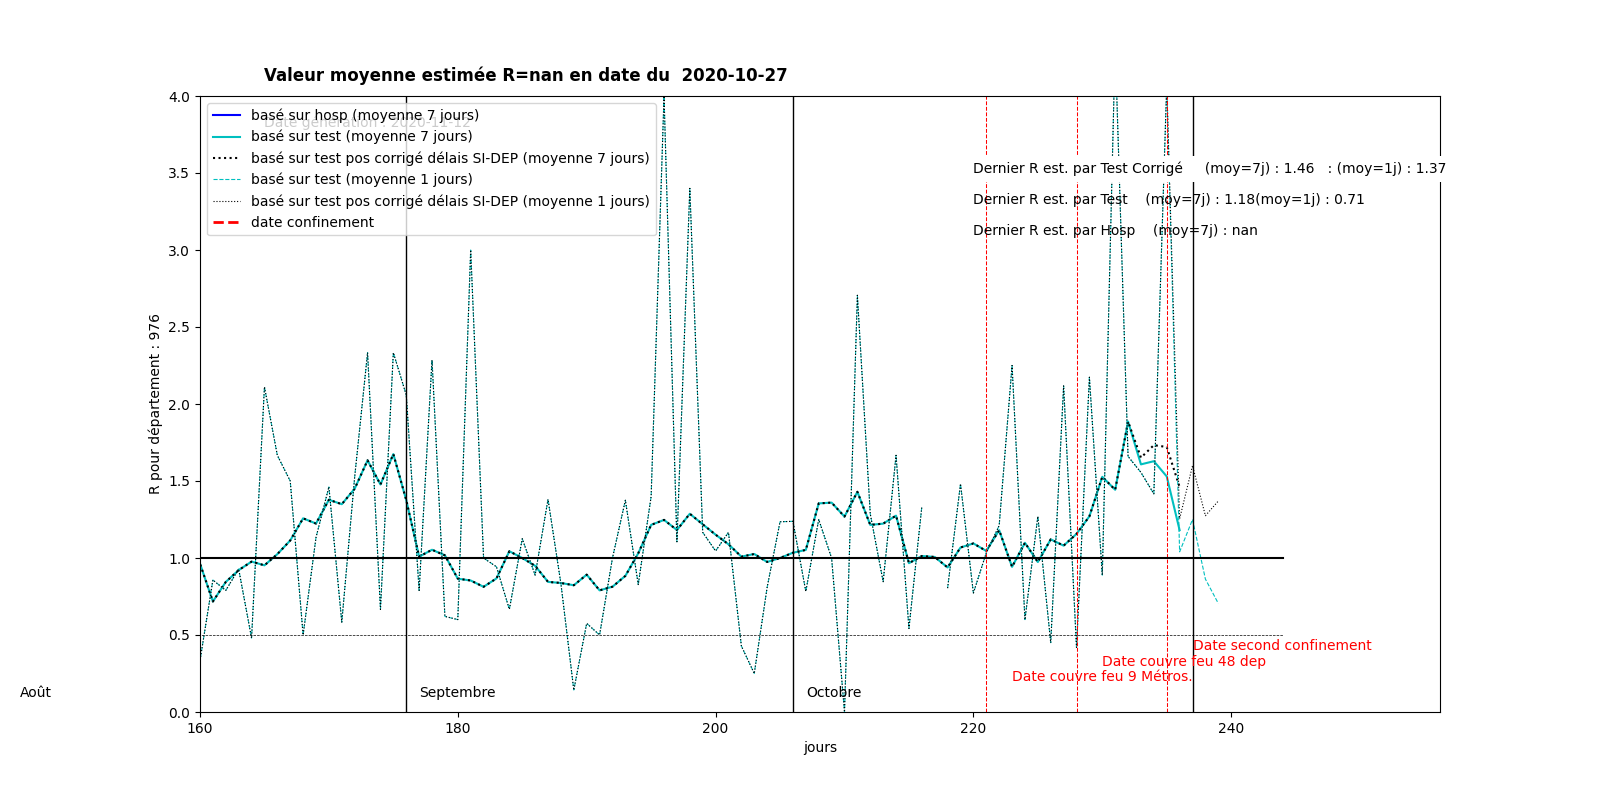 Valeur moyenne estimée R=nan en date du  2020-10-27
4.0
3.5
3.0
2.5
2.0
1.5
1.0
0.5
0.0
R pour département : 976
Date génération : 2020-11-12
basé sur hosp (moyenne 7 jours)
basé sur test (moyenne 7 jours)
basé sur test pos corrigé délais SI-DEP (moyenne 7 jours)
basé sur test (moyenne 1 jours)
basé sur test pos corrigé délais SI-DEP (moyenne 1 jours)
date confinement
Dernier R est. par Test Corrigé     (moy=7j) : 1.46   : (moy=1j) : 1.37
Dernier R est. par Test    (moy=7j) : 1.18(moy=1j) : 0.71
Dernier R est. par Hosp    (moy=7j) : nan
Date second confinement
Date couvre feu 48 dep
Date couvre feu 9 Métros.
Août
Septembre
Octobre
160
180
200
220
240
jours